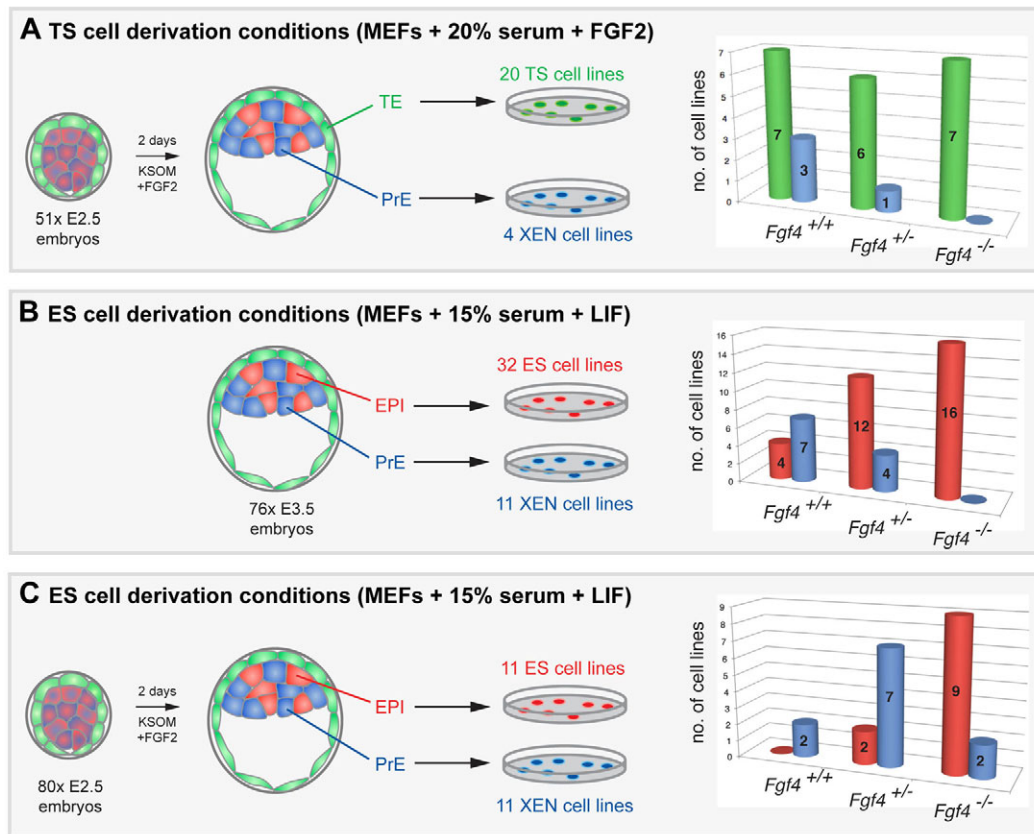 A TS cell derivation conditions (MEFs + 20% serum + FGF2)
51x E2.5
embryos
2 days
KSOM
+FGF2
TE
PrE
20 TS cell lines
4 XEN cell lines
no. of cell lines
7
6
5
4
3
2
1
0
7
3
6
1
7
Fgf4 +/+
Fgf4 +/-
Fgf4 -/-
B ES cell derivation conditions (MEFs + 15% serum + LIF)
EPI
PrE
76x E3.5
embryos
32 ES cell lines
11 XEN cell lines
no. of cell lines
16
14
12
10
8
6
4
2
0
4
7
12
4
16
Fgf4 +/+
Fgf4 +/-
Fgf4 -/-
C ES cell derivation conditions (MEFs + 15% serum + LIF)
80x E2.5
embryos
2 days
KSOM
+FGF2
EPI
PrE
11 ES cell lines
11 XEN cell lines
no. of cell lines
9
8
7
6
5
4
3
2
1
0
2
2
7
9
2
Fgf4 +/+
Fgf4 +/-
Fgf4 -/-